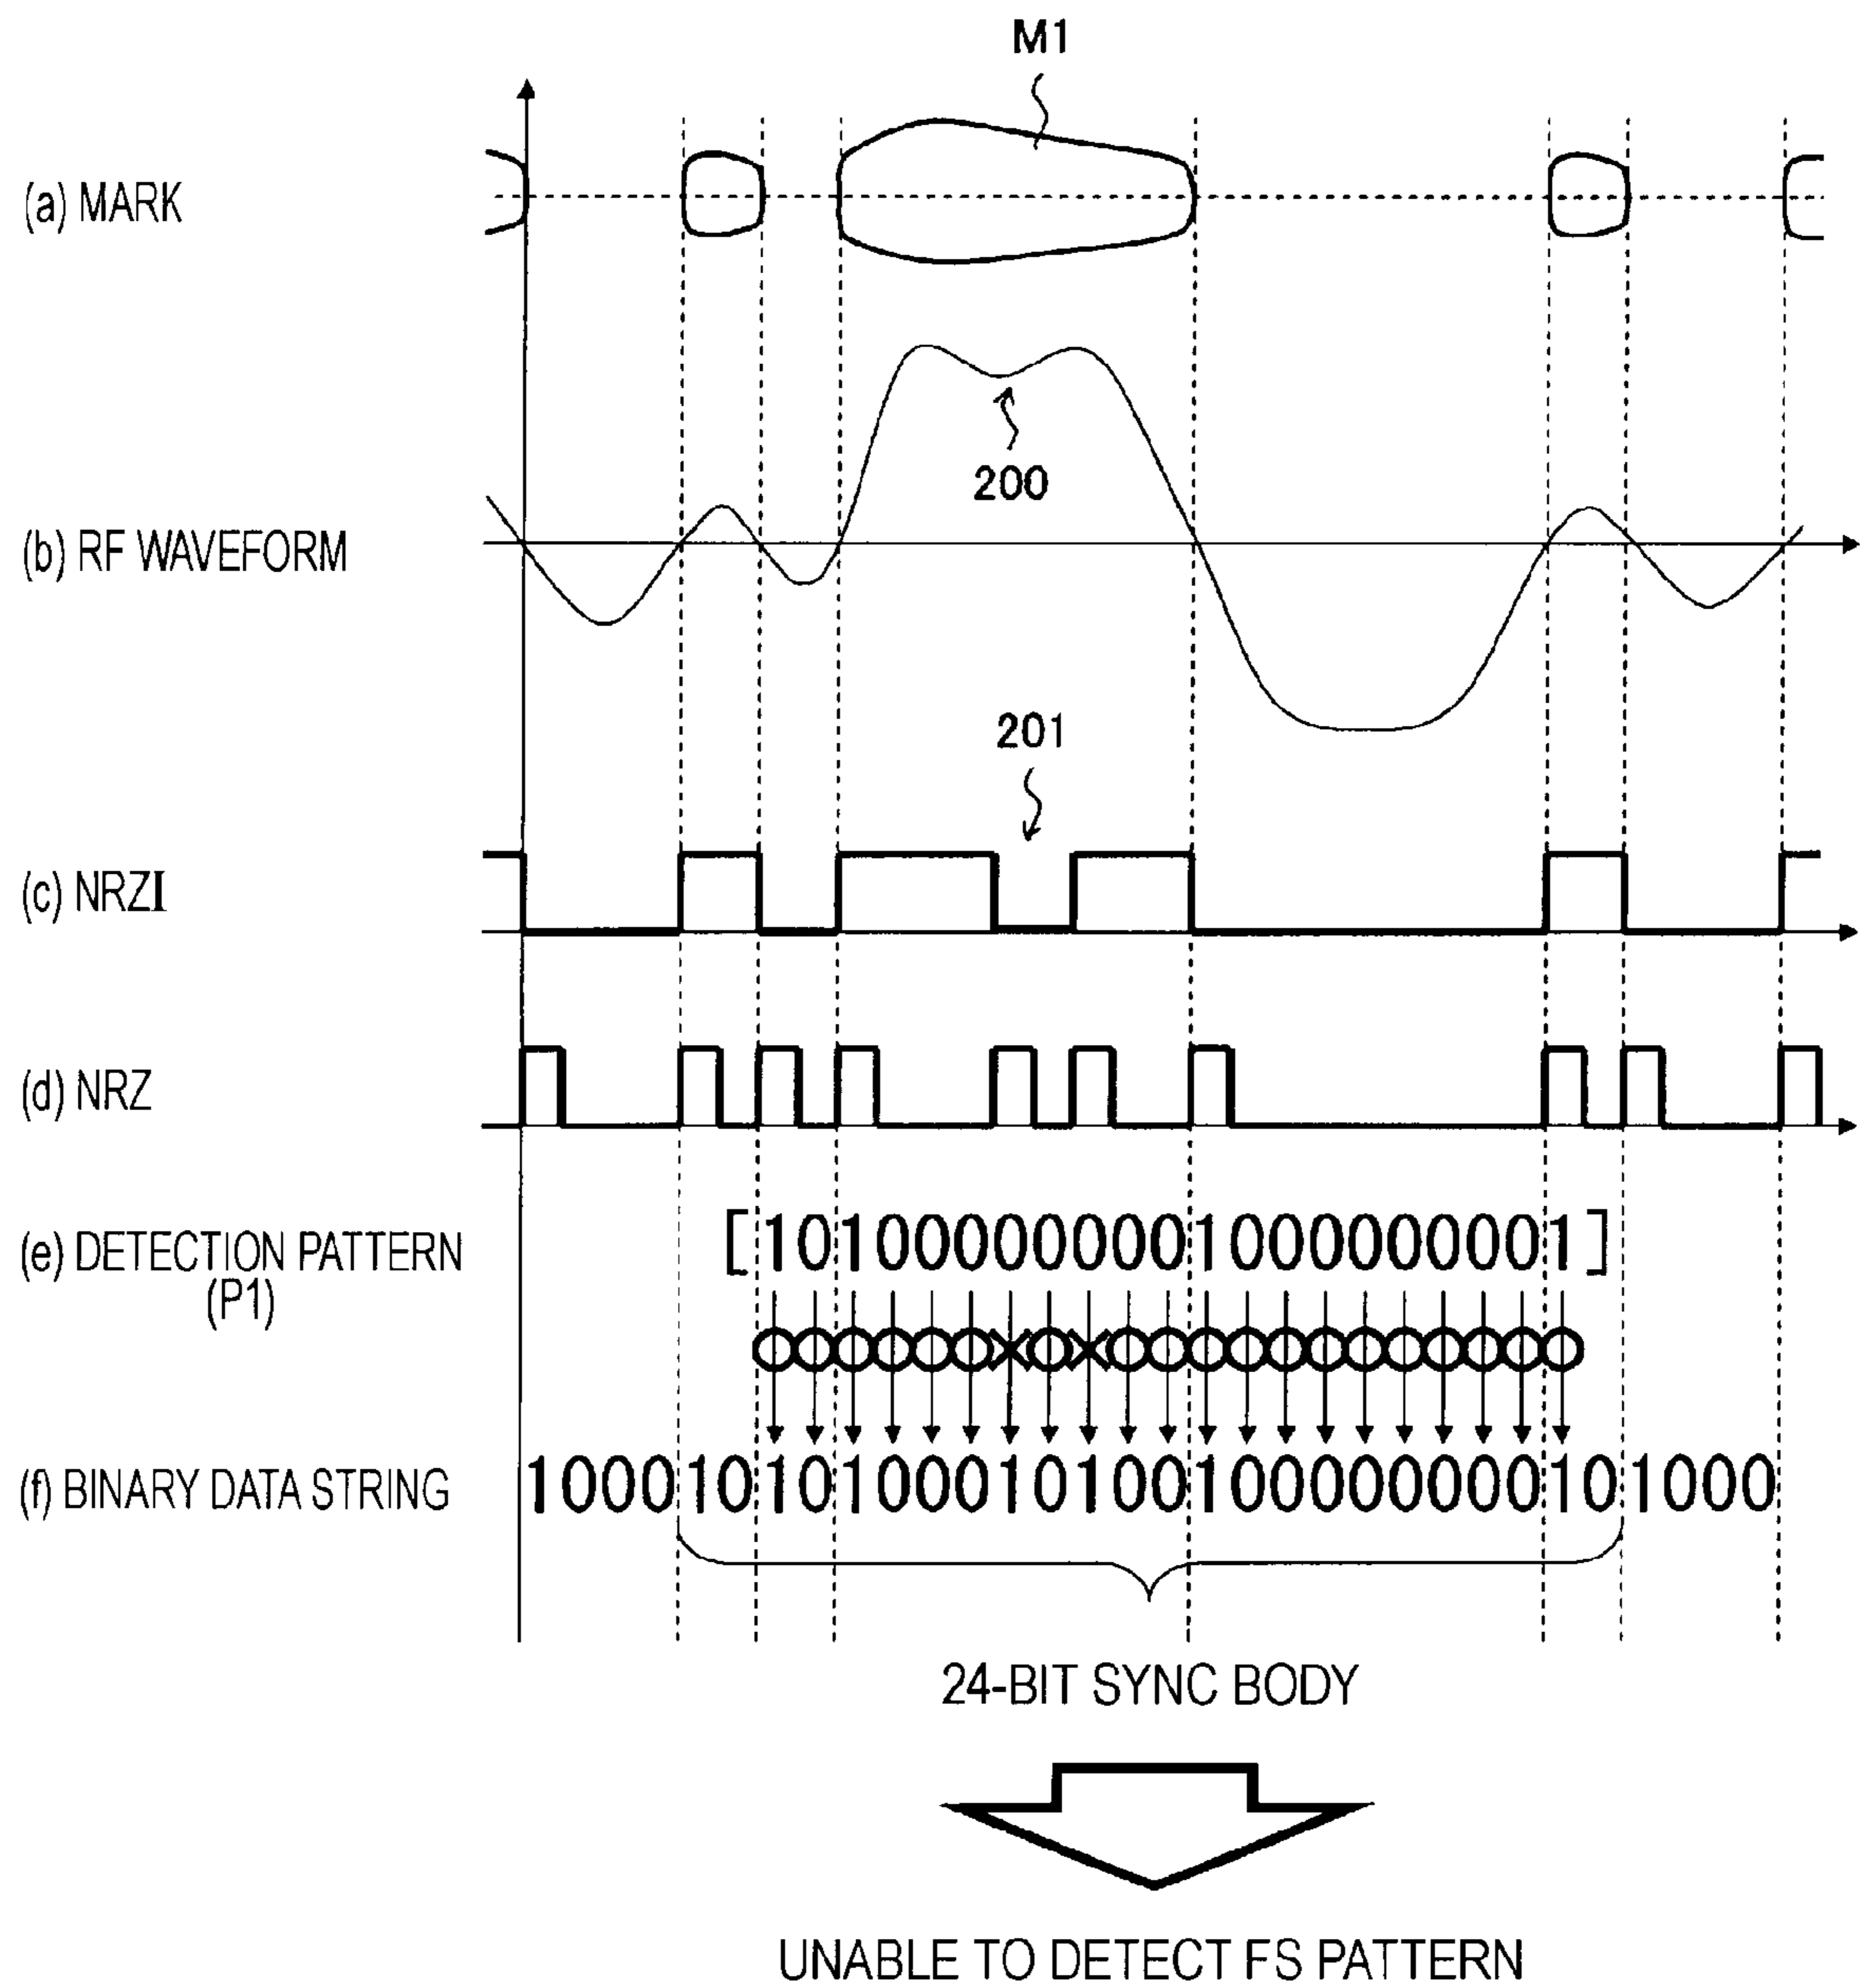 M1
(a) MARK
200
(b) RF WAVEFORM
201
(c) NRZI
(d) NRZ
(e) DETECTION PATTERN
(P1)
[101000000001000000001]
(f) BINARY DATA STRING
10001010100010100100000000101000
24-BIT SYNC BODY
UNABLE TO DETECT FS PATTERN